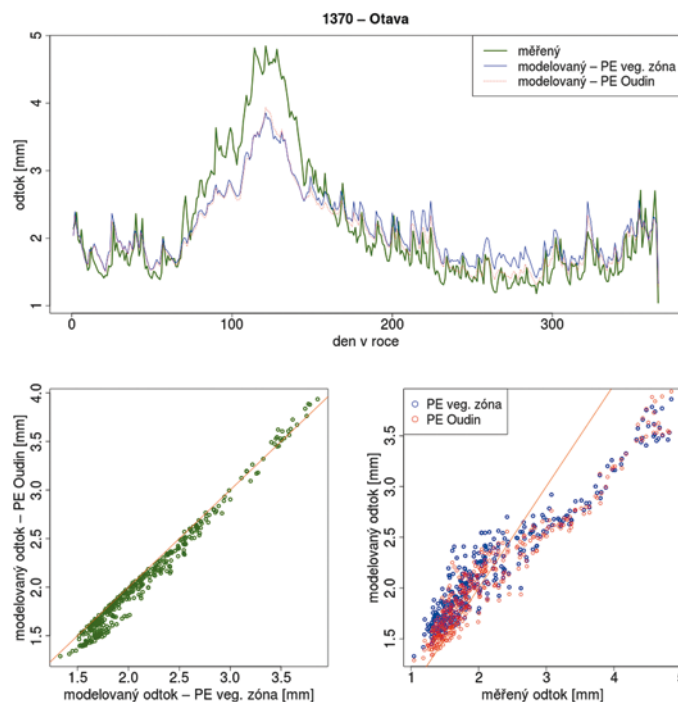 1370 – Otava
5
4
3
2
1
odtok [mm]
měřený
modelovaný – PE veg. zóna
modelovaný – PE Oudin
0
100
200
300
den v roce
4.0
3.5
3.0
2.5
2.0
1.5
modelovaný odtok – PE Oudin [mm]
1.5
2.0
2.5
3.0
3.5
modelovaný odtok – PE veg. zóna [mm]
PE veg. zóna
PE Oudin
3.5
3.0
2.5
2.0
1.5
modelovaný odtok [mm]
1
2
3
4
5
měřený odtok [mm]